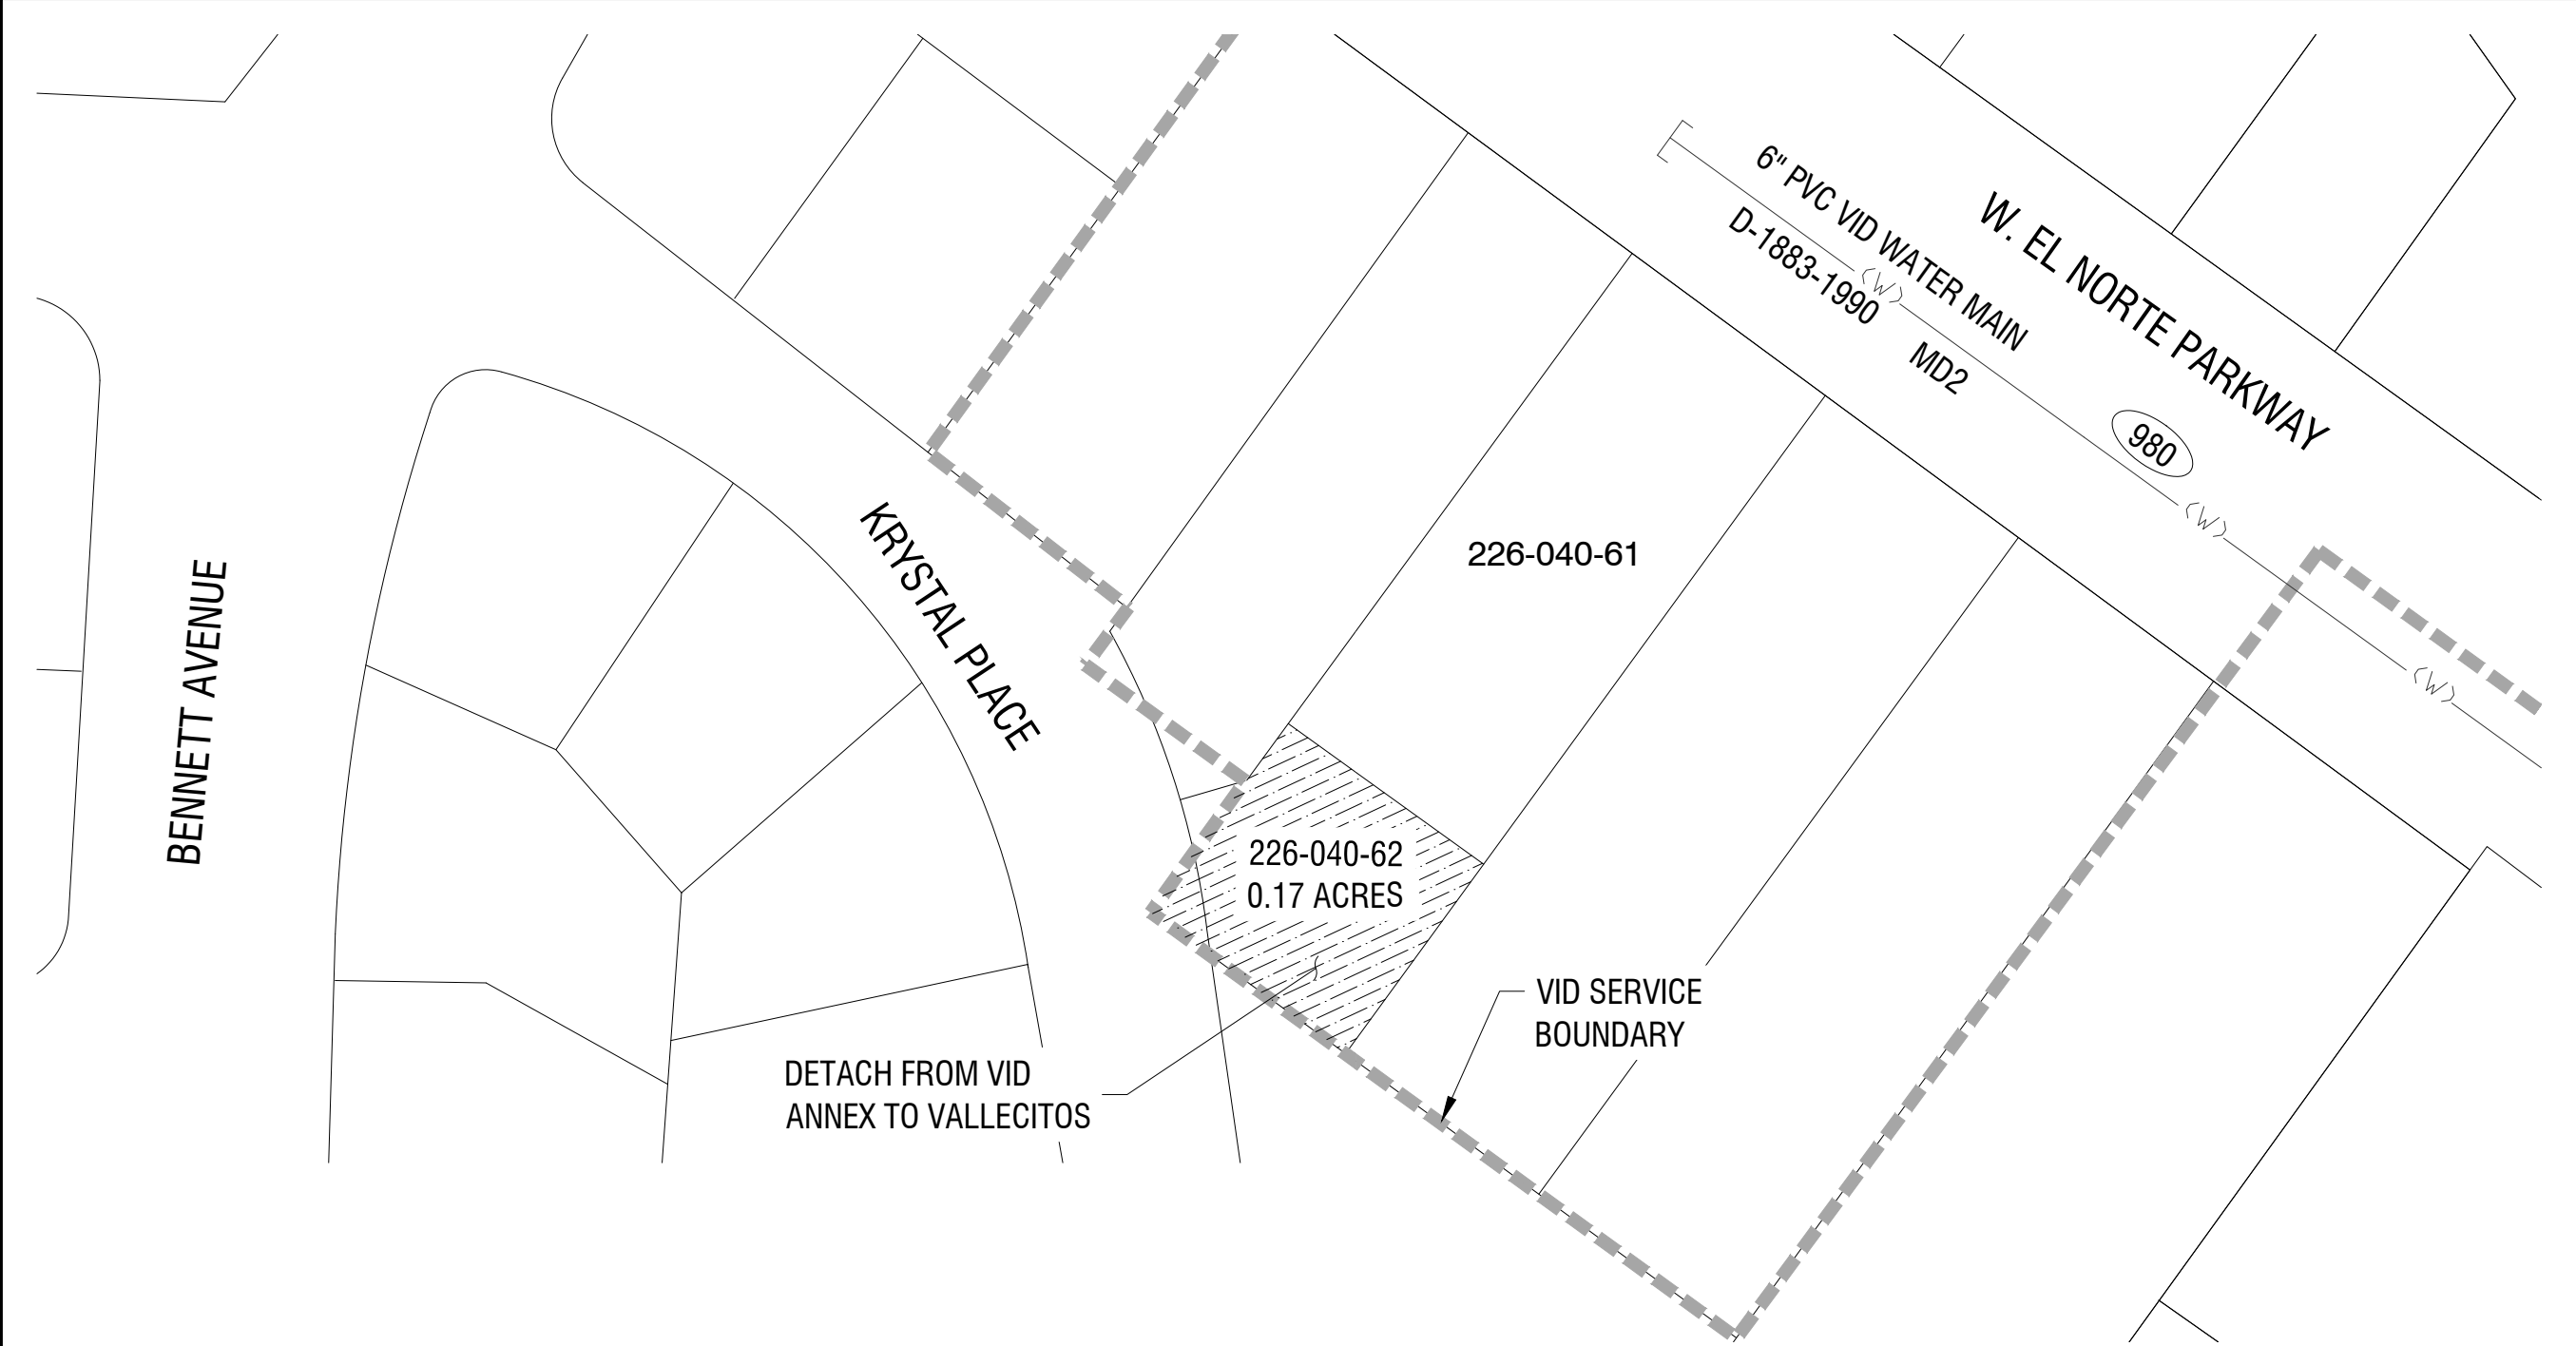 6" PVC VID WATER MAIN
D-1883-1990
MD2
W. EL NORTE PARKWAY
980
⟨W⟩
⟨W⟩
⟨W⟩
BENNETT AVENUE
KRYSTAL PLACE
226-040-61
226-040-62
0.17 ACRES
VID SERVICE
BOUNDARY
DETACH FROM VID
ANNEX TO VALLECITOS